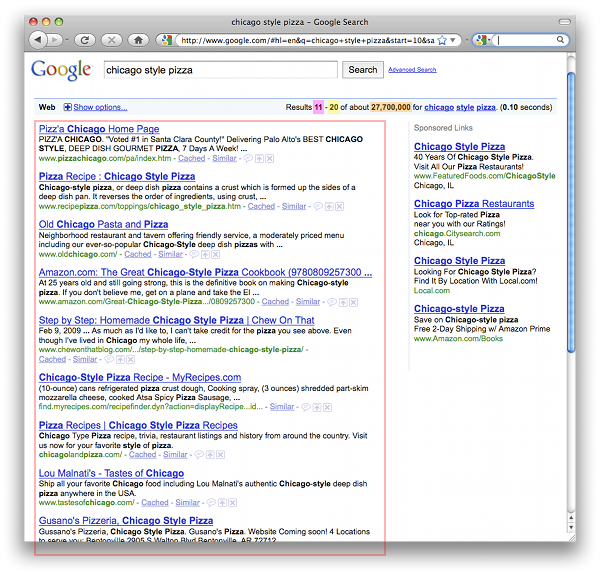 chicago style pizza - Google Search
http://www.google.com/#hl=en&q=chicago+style+pizza&start=10&sa
Google
chicago style pizza
Search
Advanced Search
Web
Show options...
Results 11 - 20 of about 27,700,000 for chicago style pizza. (0.10 seconds)
Pizz'a Chicago Home Page
PIZZ'A CHICAGO. "Voted #1 in Santa Clara County!" Delivering Palo Alto's BEST CHICAGO
STYLE, DEEP DISH GOURMET PIZZA, 7 Days A Week! ...
www.pizzachicago.com/pa/index.htm - Cached - Similar -
Pizza Recipe : Chicago Style Pizza
Chicago-style pizza, or deep dish pizza contains a crust which is formed up the sides of a
deep dish pan. It reverses the order of ingredients, using crust, ...
www.recipepizza.com/toppings/chicago_style_pizza.htm - Cached - Similar -
Old Chicago Pasta and Pizza
Neighborhood restaurant and tavern offering friendly service, a moderately priced menu
including our ever-so-popular Chicago-Style deep dish pizzas with ...
www.oldchicago.com/ - Cached - Similar -
Amazon.com: The Great Chicago-Style Pizza Cookbook (9780809257300 ...
At 25 years old and still going strong, this is the definitive book on making Chicago-style
pizza. If you don't believe me, get on a plane and take the El ...
www.amazon.com/Great-Chicago-Style-Pizza.../0809257300 - Cached - Similar -
Step by Step: Homemade Chicago Style Pizza | Chew On That
Feb 9, 2009 ... As much as I'd like to, I can't take credit for the pizza you see above. Even
though I've lived in Chicago my whole life, ...
www.chewonthatblog.com/.../step-by-step-homemade-chicago-style-pizza/ -
Cached - Similar -
Chicago-Style Pizza Recipe - MyRecipes.com
(10-ounce) cans refrigerated pizza crust dough, Cooking spray, (3 ounces) shredded part-skim
mozzarella cheese, cooked Atsa Spicy Pizza Sausage, ...
find.myrecipes.com/recipefinder.dyn?action=displayRecipe...id... - Similar -
Pizza Recipes | Chicago Style Pizza Recipes
Chicago Type Pizza recipe, trivia, restaurant listings and history from around the country. Visit
us now for your favorite style of pizza.
chicagolandpizza.com/ - Cached - Similar -
Lou Malnati's - Tastes of Chicago
Ship all your favorite Chicago food including Lou Malnati's authentic Chicago-style deep dish
pizza anywhere in the USA.
www.tastesofchicago.com/ - Cached - Similar -
Gusano's Pizzeria, Chicago Style Pizza
Gusano's Pizzeria, Chicago Style Pizza. Gusano's Pizza. Website Coming soon! 4 Locations
to serve you: Bentonville 2905 S Walton Blvd Bentonville, AR 72712
Sponsored Links
Chicago Style Pizza
40 Years Of Chicago Style Pizza.
Visit All Our Pizza Restaurants!
www.FeaturedFoods.com/ChicagoStyle
Chicago, IL
Chicago Pizza Restaurants
Look for Top-rated Pizza
near you with our Ratings!
chicago.Citysearch.com
Chicago, IL
Chicago Style Pizza
Looking For Chicago Style Pizza?
Find It By Location With Local.com!
Local.com
Chicago-style Pizza
Save on Chicago-style pizza
Free 2-Day Shipping w/ Amazon Prime
www.Amazon.com/Books